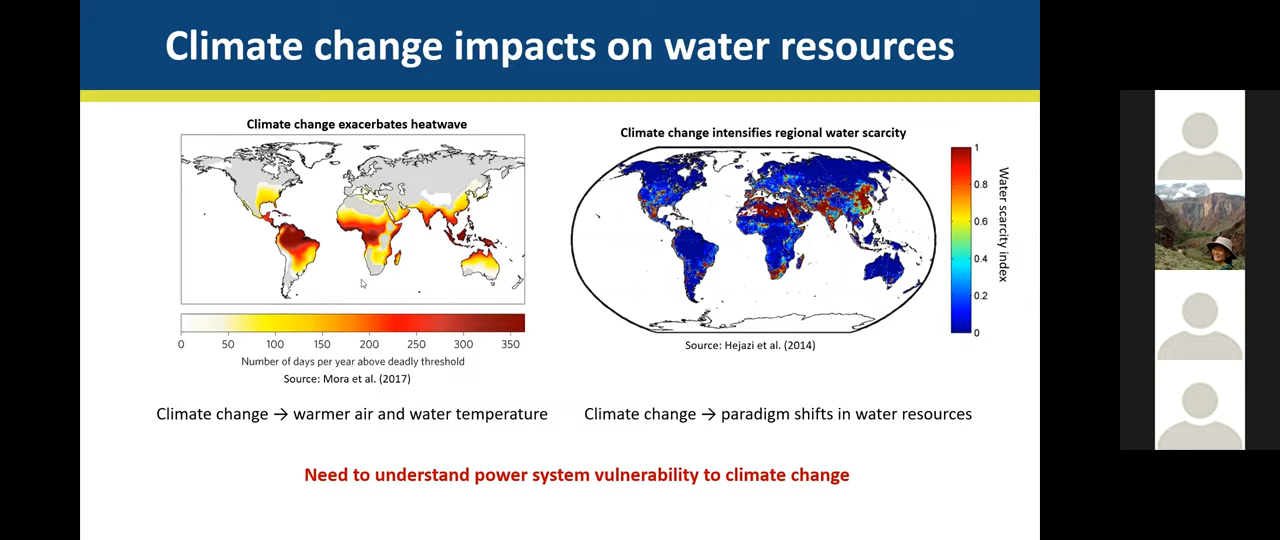 Climate change impacts on water resources
Climate change exacerbates heatwave
0 50 100 150 200 250 300 350
Number of days per year above deadly threshold
Source: Mora et al. (2017)
Climate change intensifies regional water scarcity
1
0.8
0.6
0.4
0.2
0
Water scarcity index
Source: Hejazi et al. (2014)
Climate change → warmer air and water temperature
Climate change → paradigm shifts in water resources
Need to understand power system vulnerability to climate change